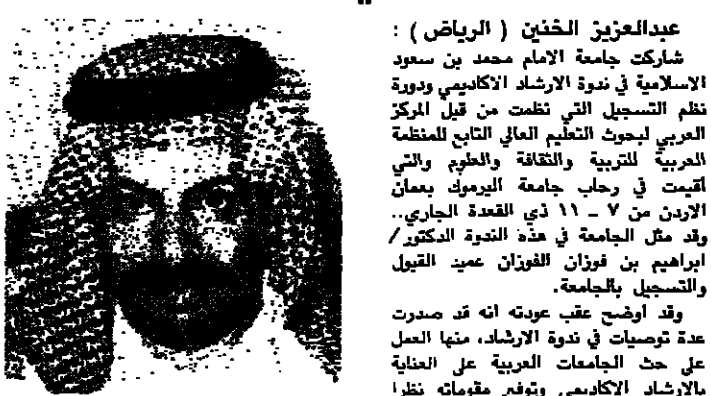 عبدالعزيز الخنين ( الرياض ) :
شاركت جامعة الامام محمد بن سعود
الاسلامية في ندوة الارشاد الاكاديمي ودورة
نظم التسجيل التي نظمت من قبل المركز
العربي لبحوث التعليم العالي التابع للمنظمة
العربية للتربية والثقافة والعلوم والتي
أقيمت في رحاب جامعة اليرموك بعمان
الاردن من ٧ ـ ١١ ذي القعدة الجاري..
وقد مثل الجامعة في هذه الندوة الدكتور/
ابراهيم بن فوزان الفوزان عميد القبول
والتسجيل بالجامعة.
وقد اوضح عقب عودته انه قد صدرت
عدة توصيات في ندوة الارشاد، منها العمل
على حث الجامعات العربية على العناية
بالارشاد الاكاديمي وتوفير مقوماته نظرا